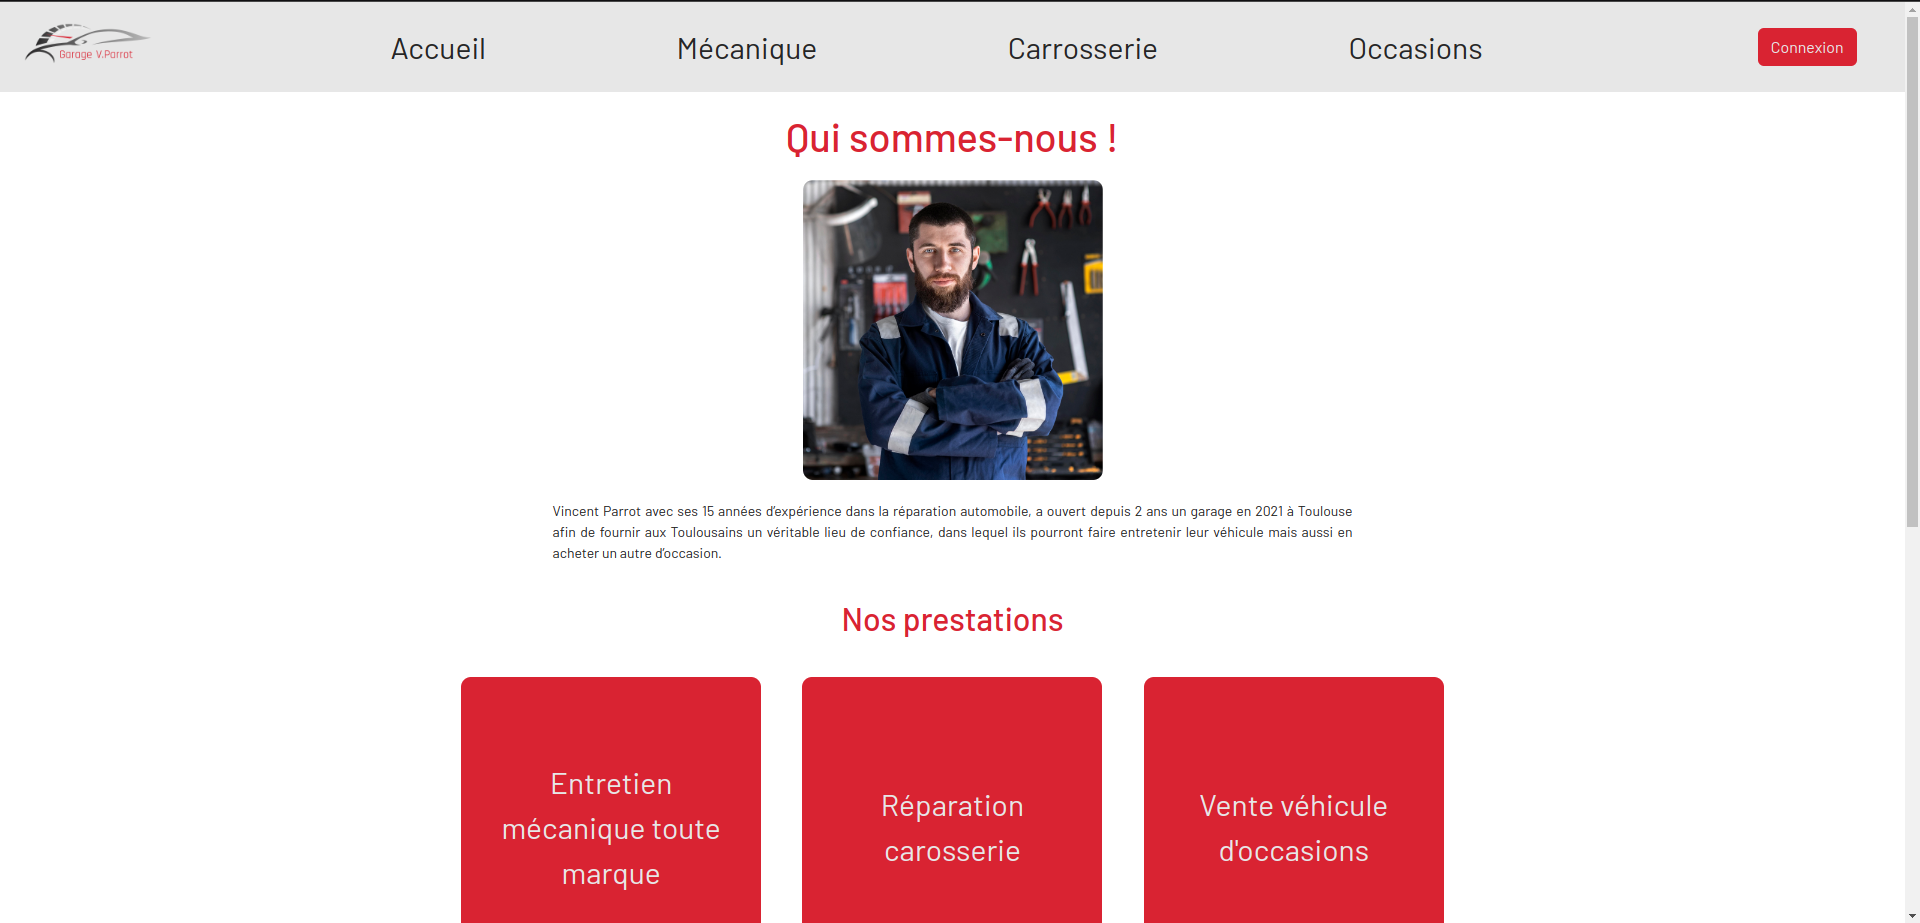 Garage V.Parrot
Accueil
Mécanique
Carrosserie
Occasions
Connexion
Qui sommes-nous !
Vincent Parrot avec ses 15 années d'expérience dans la réparation automobile, a ouvert depuis 2 ans un garage en 2021 à Toulouse
afin de fournir aux Toulousains un véritable lieu de confiance, dans lequel ils pourront faire entretenir leur véhicule mais aussi en
acheter un autre d'occasion.
Nos prestations
Entretien
mécanique toute
marque
Réparation
carosserie
Vente véhicule
d'occasions